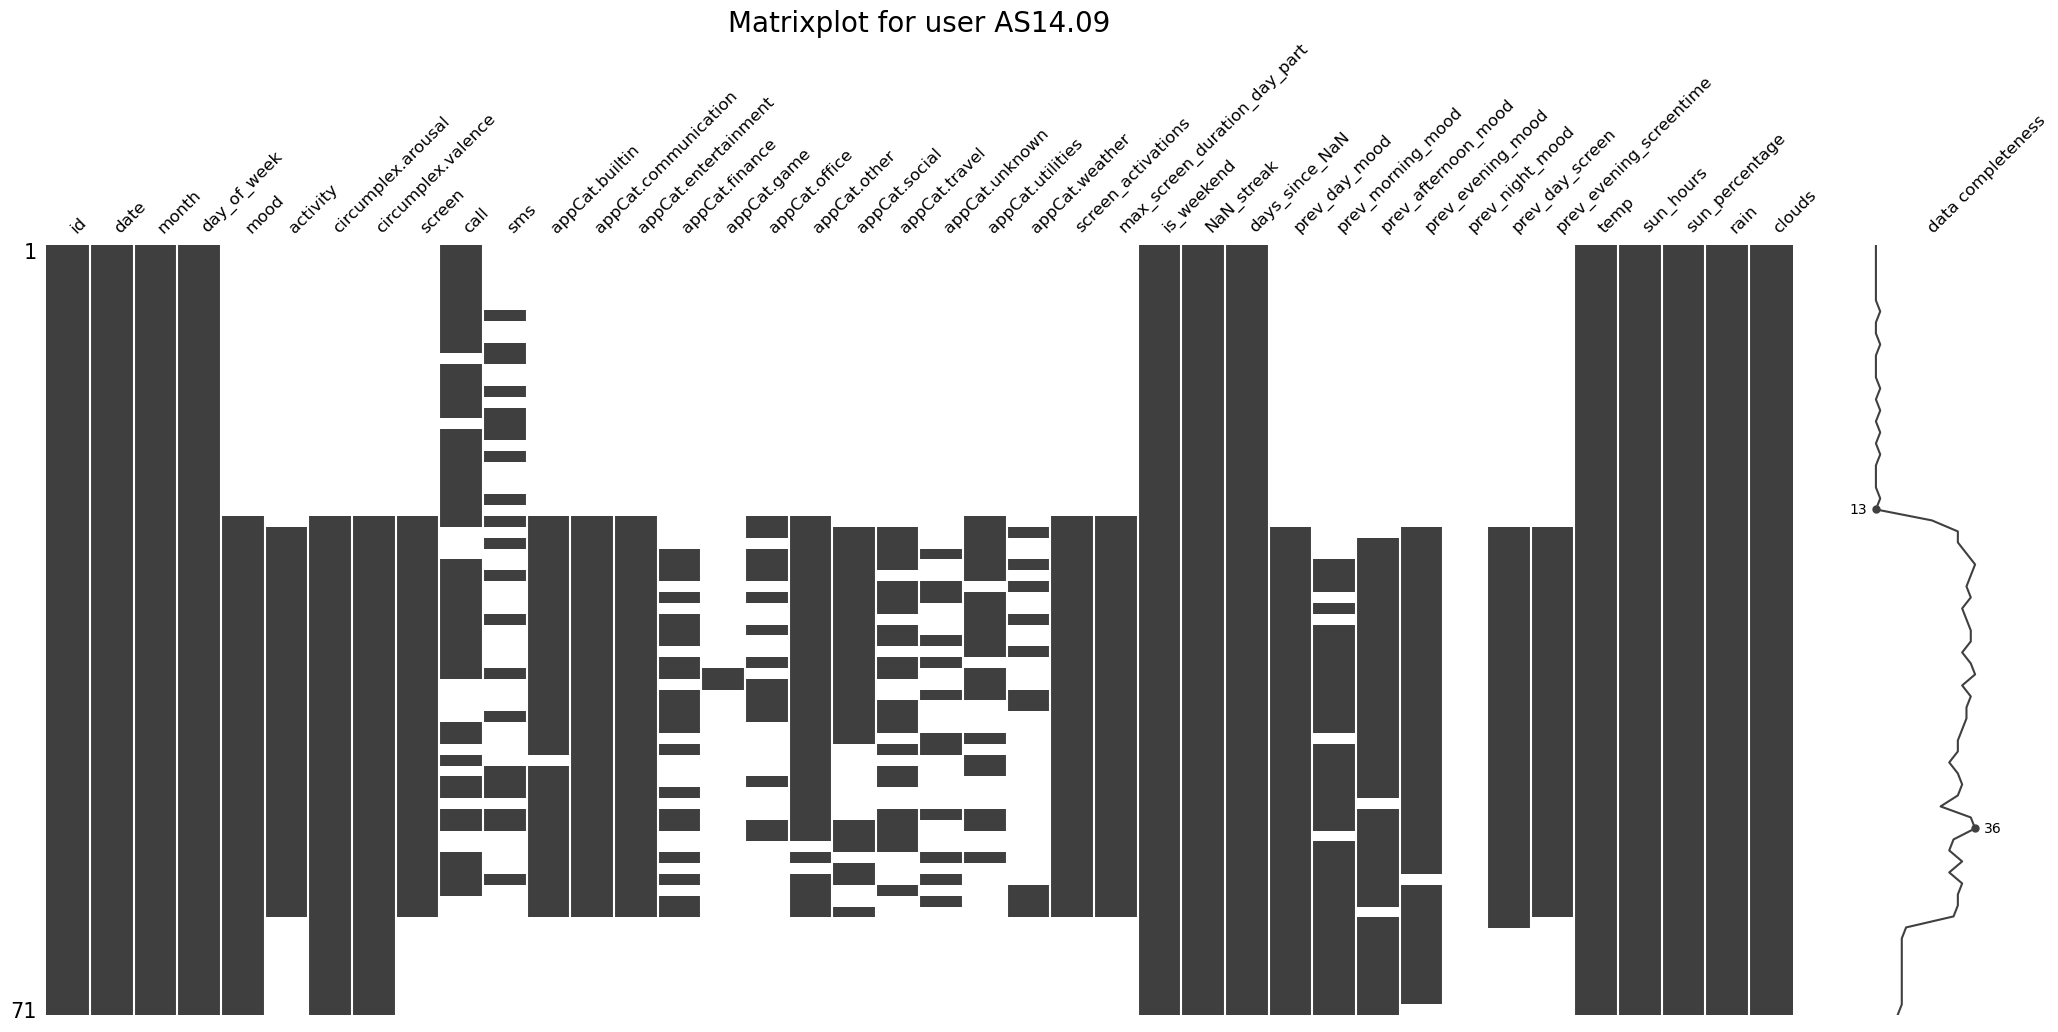 Matrixplot for user AS14.09
id
date
month
day_of_week
mood
activity
circumplex.arousal
circumplex.valence
screen
call
sms
appCat.builtin
appCat.communication
appCat.entertainment
appCat.finance
appCat.game
appCat.office
appCat.other
appCat.social
appCat.travel
appCat.unknown
appCat.utilities
appCat.weather
screen_activations
max_screen_duration_day_part
is_weekend
NaN_streak
days_since_NaN
prev_day_mood
prev_morning_mood
prev_afternoon_mood
prev_evening_mood
prev_night_mood
prev_day_screen
prev_evening_screentime
temp
sun_hours
sun_percentage
rain
clouds
data completeness
1
13
36
71